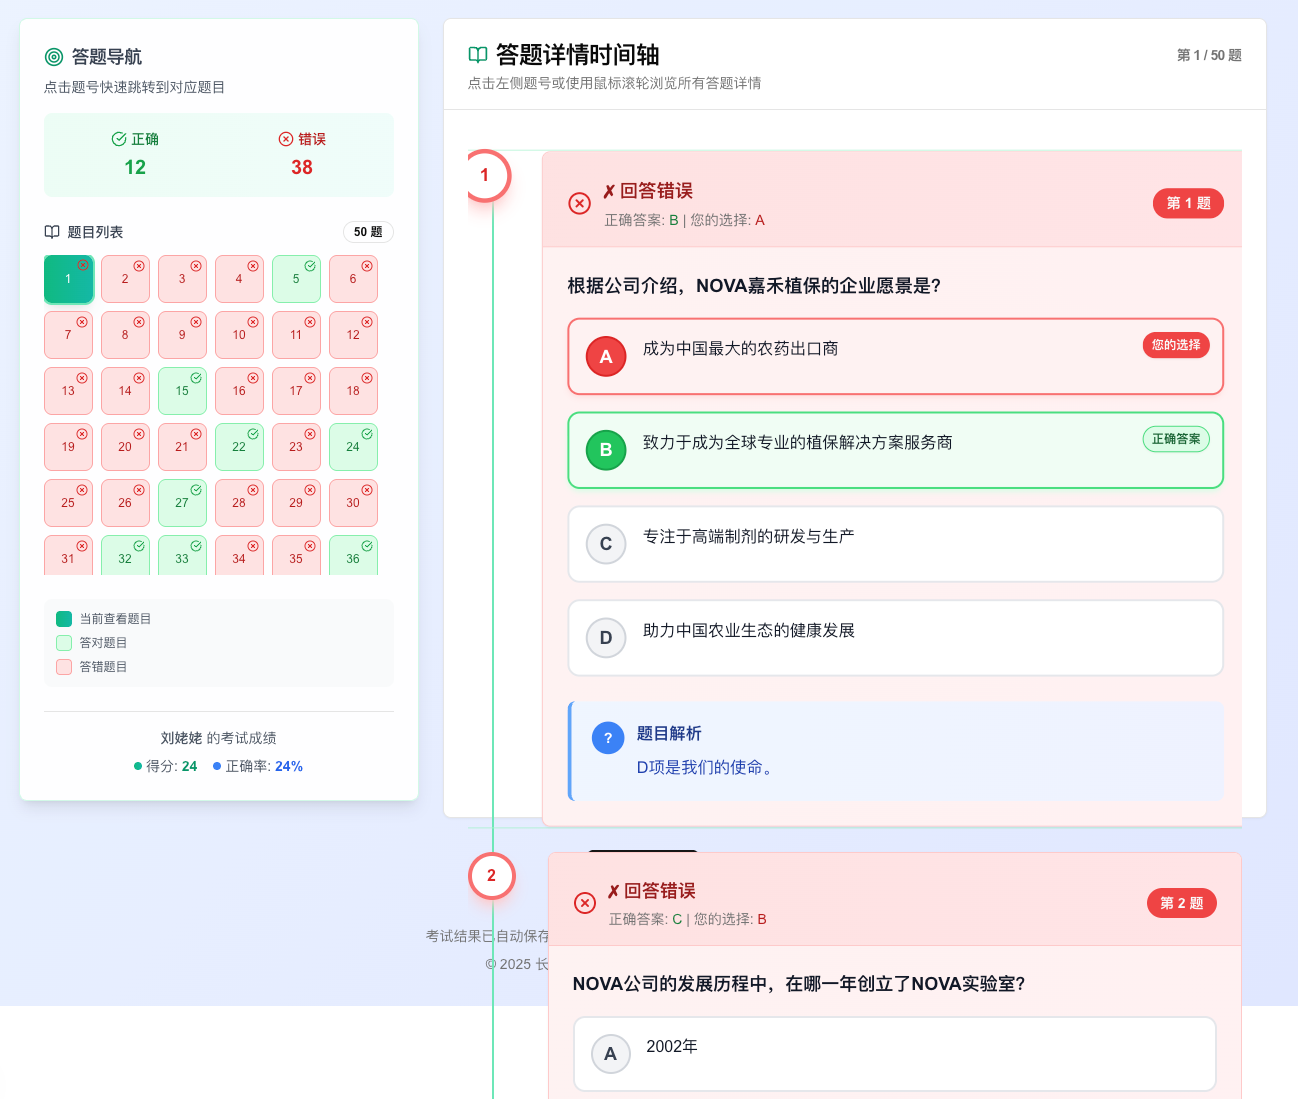 答题导航
点击题号快速跳转到对应题目
正确
错误
12
38
题目列表
50 题
1
2
3
4
5
6
7
8
9
10
11
12
13
14
15
16
17
18
19
20
21
22
23
24
25
26
27
28
29
30
31
32
33
34
35
36
当前查看题目
答对题目
答错题目
刘姥姥 的考试成绩
得分: 24
正确率: 24%
答题详情时间轴
第 1 / 50 题
点击左侧题号或使用鼠标滚轮浏览所有答题详情
1
✗ 回答错误
正确答案: B | 您的选择: A
第 1 题
根据公司介绍，NOVA嘉禾植保的企业愿景是?
A
成为中国最大的农药出口商
您的选择
B
致力于成为全球专业的植保解决方案服务商
正确答案
C
专注于高端制剂的研发与生产
D
助力中国农业生态的健康发展
?
题目解析
D项是我们的使命。
2
✗ 回答错误
正确答案: C | 您的选择: B
第 2 题
考试结果已自动保存
© 2025 长
NOVA公司的发展历程中，在哪一年创立了NOVA实验室?
A
2002年